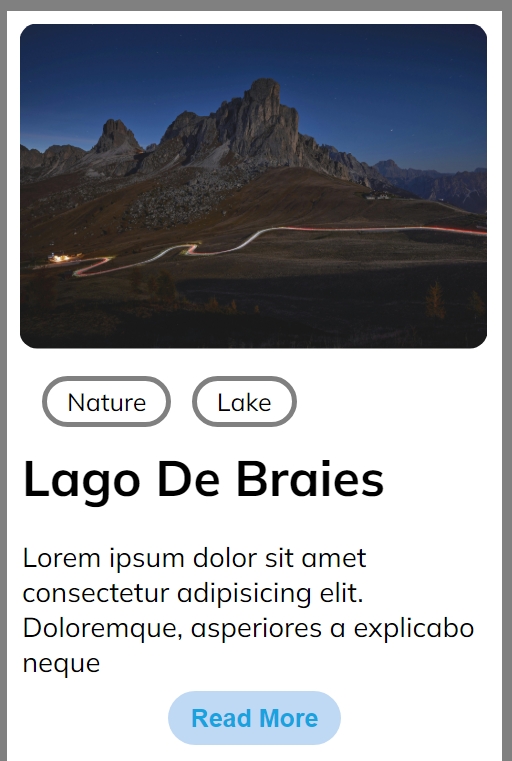 Nature Lake
Lago De Braies
Lorem ipsum dolor sit amet
consectetur adipisicing elit.
Doloremque, asperiores a explicabo
neque
Read More